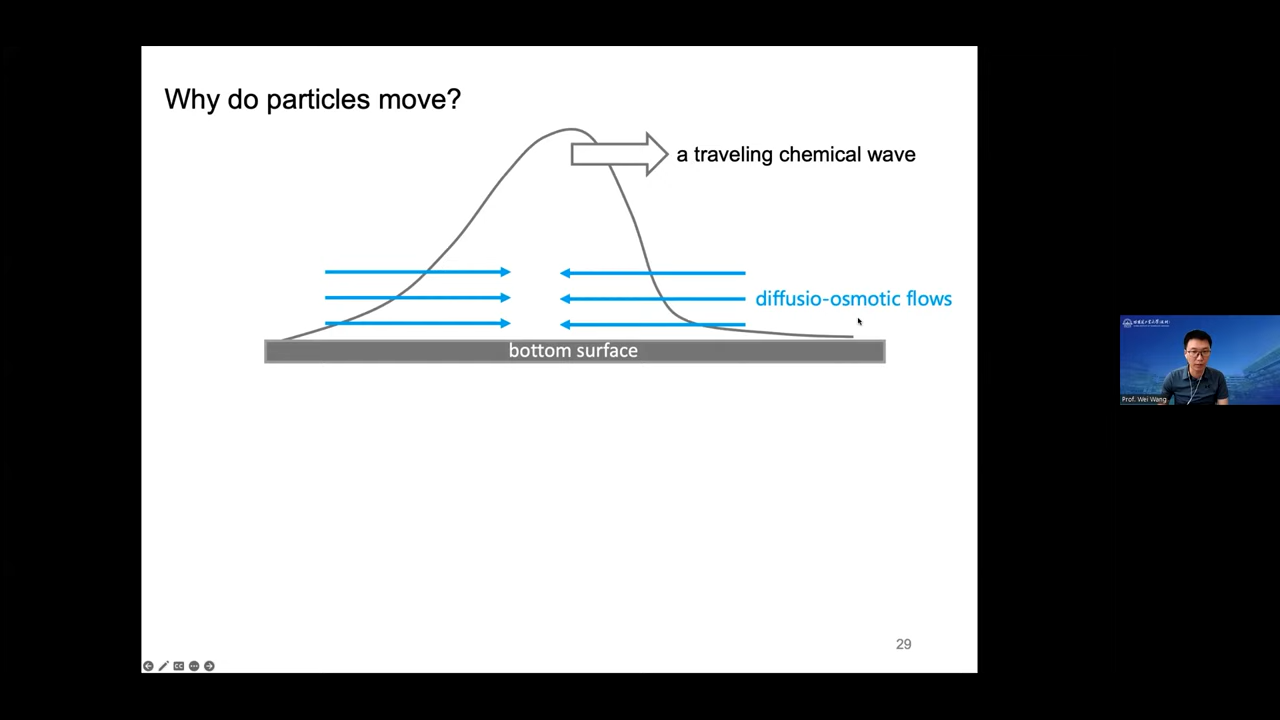 Why do particles move?
a traveling chemical wave
diffusio-osmotic flows
bottom surface
Prof. Wei Wang
29